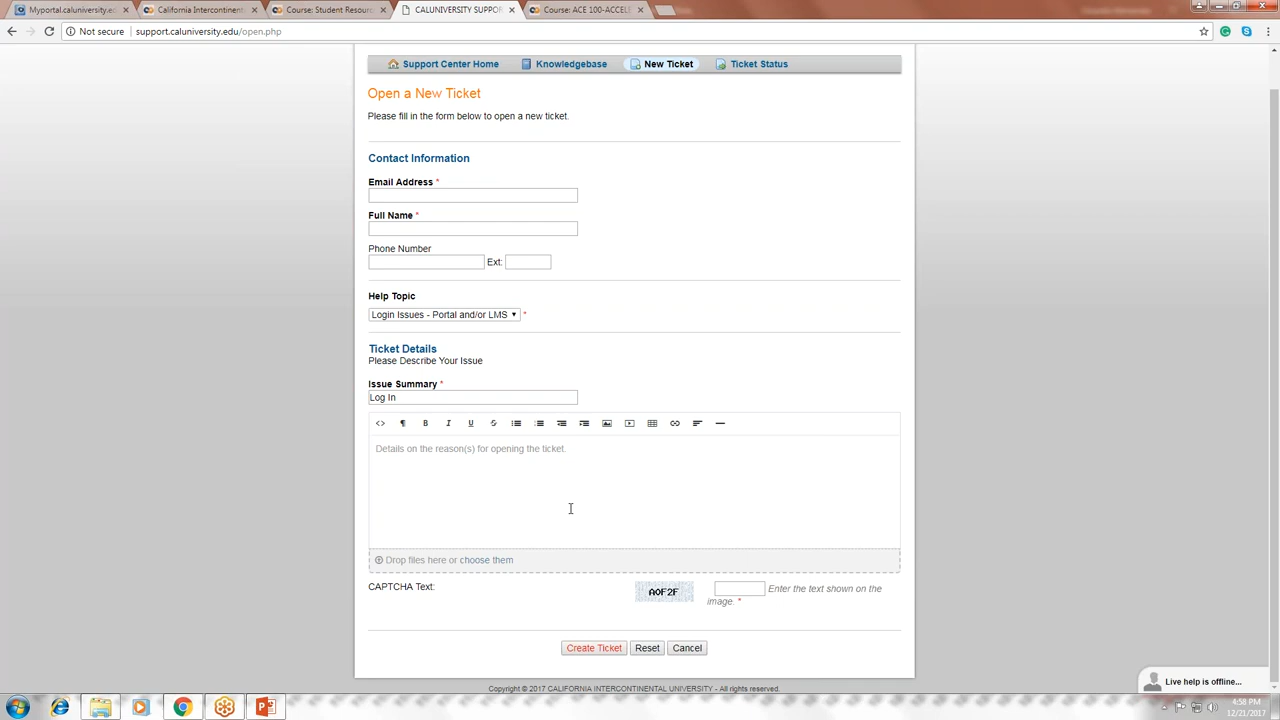 Myportal.caluniversity.e
California Intercontinent
Course: Student Resourc
CALUNIVERSITY SUPPOR
Course: ACE 100-ACCEL
Not secure support.caluniversity.edu/open.php
Support Center Home Knowledgebase New Ticket Ticket Status
Open a New Ticket
Please fill in the form below to open a new ticket.
Contact Information
Email Address *
Full Name *
Phone Number
Ext:
Help Topic
Login Issues - Portal and/or LMS *
Ticket Details
Please Describe Your Issue
Issue Summary *
Log In
Details on the reason(s) for opening the ticket.
Drop files here or choose them
CAPTCHA Text: A0F2F Enter the text shown on the
image. *
Create Ticket Reset Cancel
Copyright © 2017 CALIFORNIA INTERCONTINENTAL UNIVERSITY - All rights reserved.
Live help is offline...
4:58 PM
12/21/2017